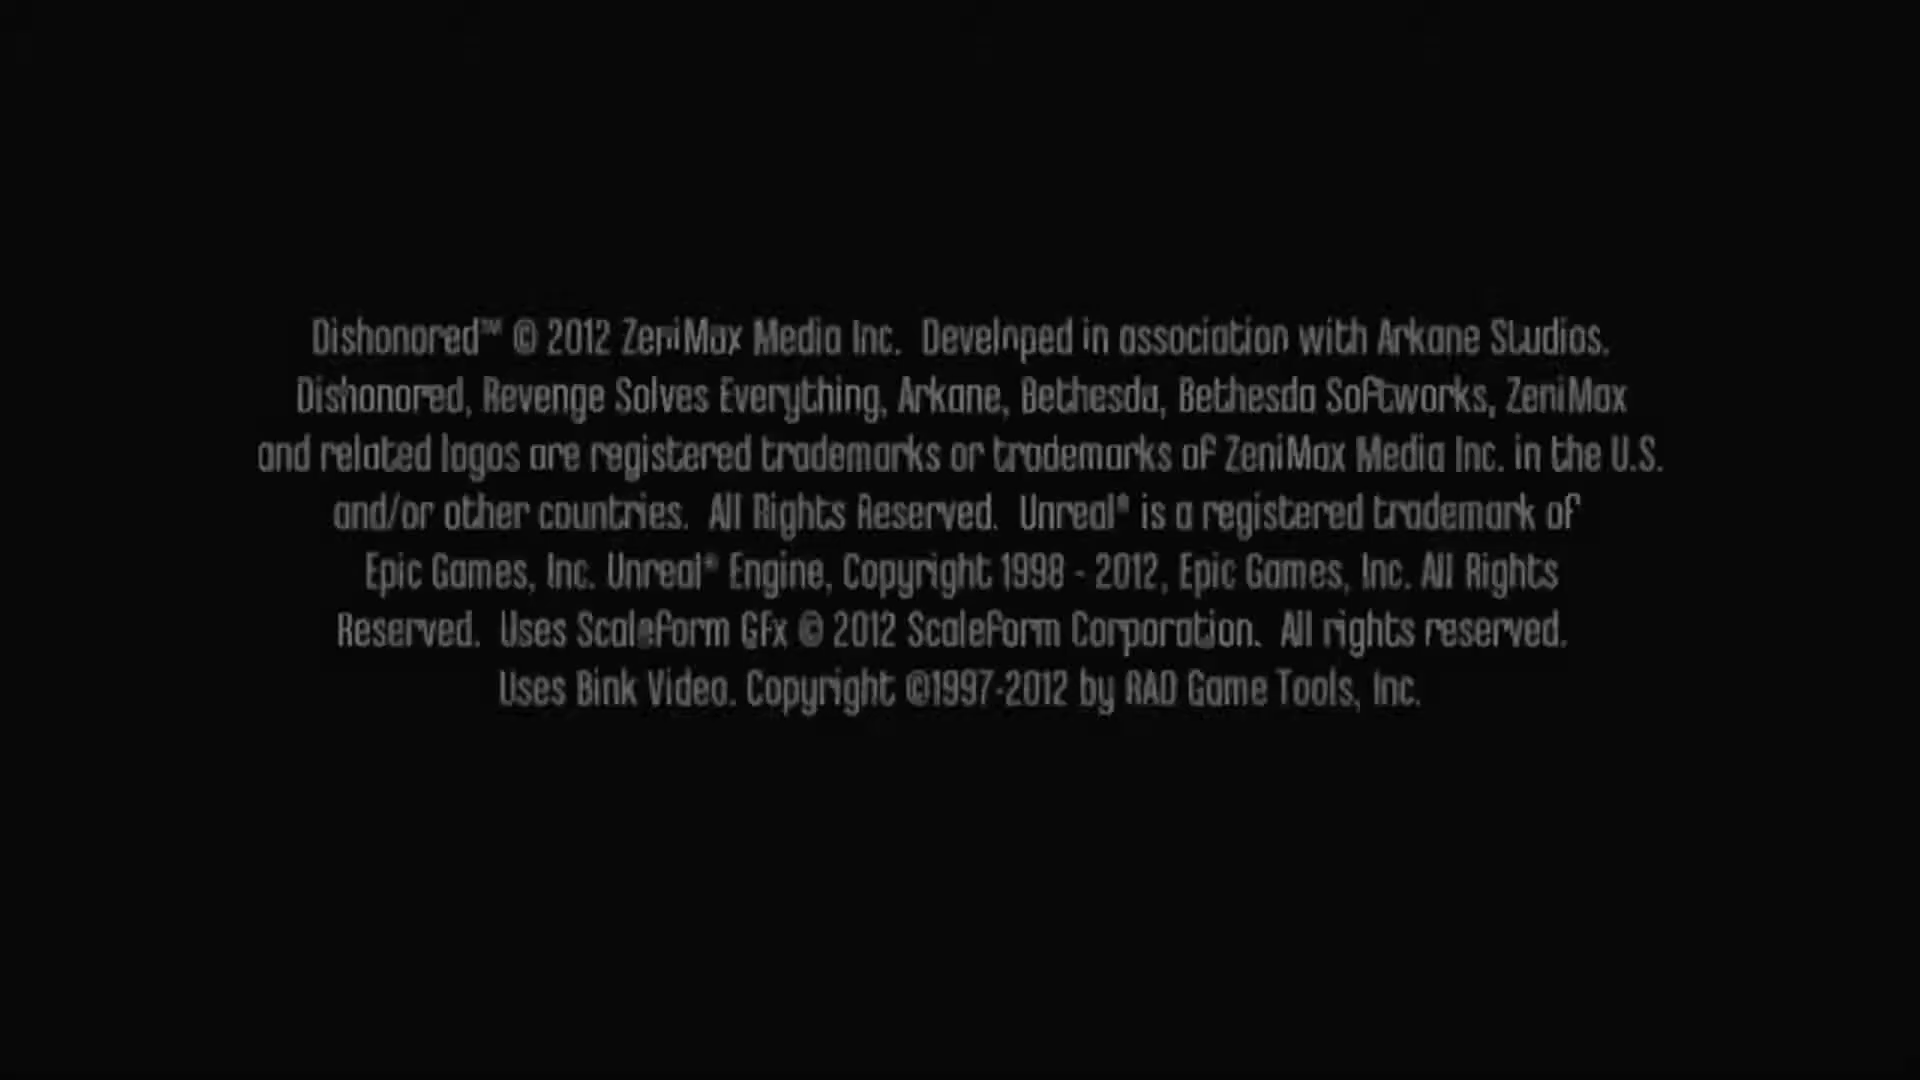 Dishonored™ © 2012 ZeniMax Media Inc.  Developed in association with Arkane Studios.
Dishonored, Revenge Solves Everything, Arkane, Bethesda, Bethesda Softworks, ZeniMax
and related logos are registered trademarks or trademarks of ZeniMax Media Inc. in the U.S.
and/or other countries.  All Rights Reserved.  Unreal® is a registered trademark of
Epic Games, Inc. Unreal® Engine, Copyright 1998 - 2012, Epic Games, Inc. All Rights
Reserved.  Uses Scaleform GFx © 2012 Scaleform Corporation.  All rights reserved.
Uses Bink Video. Copyright ©1997-2012 by RAD Game Tools, Inc.